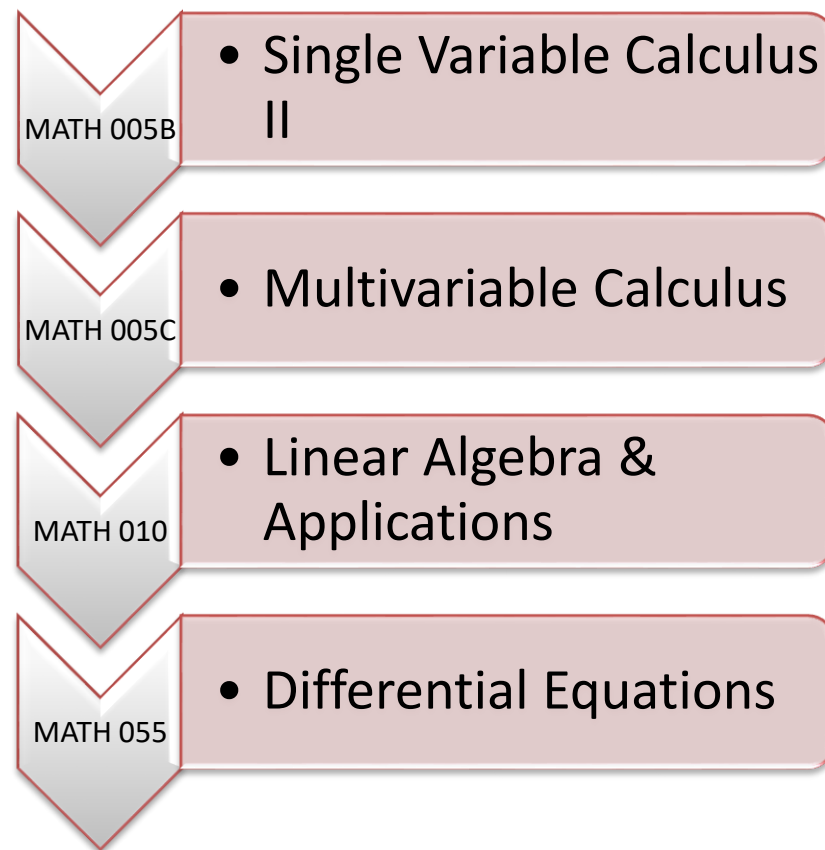 MATH 005B
• Single Variable Calculus
II
MATH 005C
• Multivariable Calculus
MATH 010
• Linear Algebra &
Applications
MATH 055
• Differential Equations